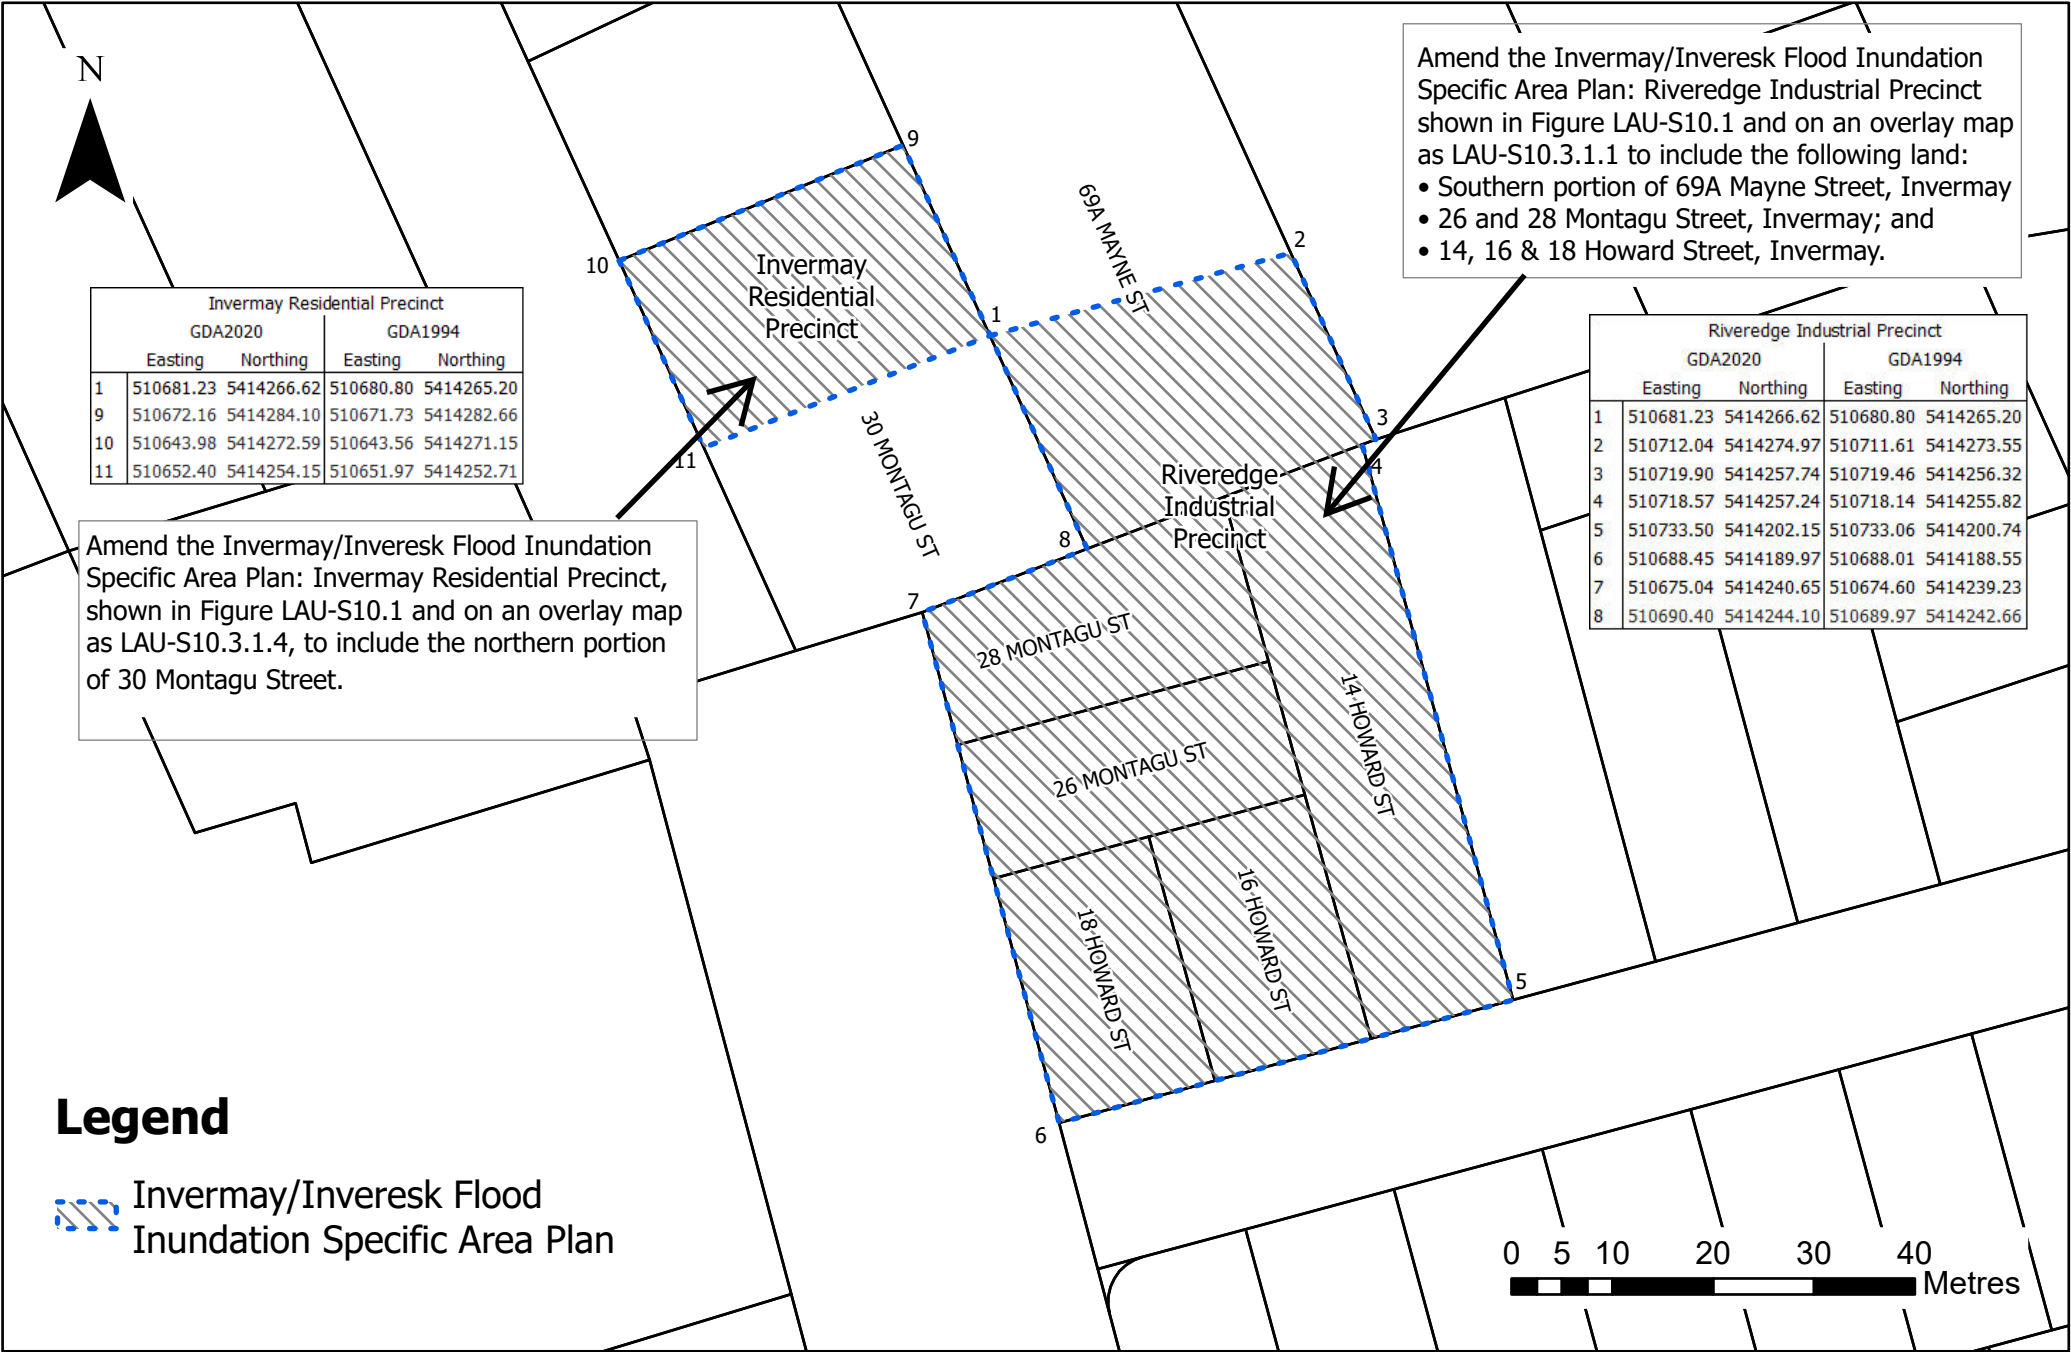 N
Amend the Invermay/Inveresk Flood Inundation
Specific Area Plan: Riveredge Industrial Precinct
shown in Figure LAU-S10.1 and on an overlay map
as LAU-S10.3.1.1 to include the following land:
• Southern portion of 69A Mayne Street, Invermay
• 26 and 28 Montagu Street, Invermay; and
• 14, 16 & 18 Howard Street, Invermay.
9
69A MAYNE ST
2
10
Invermay
Residential
Precinct
1
Invermay Residential Precinct
GDA2020 GDA1994
Easting Northing Easting Northing
1 510681.23 5414266.62 510680.80 5414265.20
9 510672.16 5414284.10 510671.73 5414282.66
10 510643.98 5414272.59 510643.56 5414271.15
11 510652.40 5414254.15 510651.97 5414252.71
Riveredge Industrial Precinct
GDA2020 GDA1994
Easting Northing Easting Northing
1 510681.23 5414266.62 510680.80 5414265.20
2 510712.04 5414274.97 510711.61 5414273.55
3 510719.90 5414257.74 510719.46 5414256.32
4 510718.57 5414257.24 510718.14 5414255.82
5 510733.50 5414202.15 510733.06 5414200.74
6 510688.45 5414189.97 510688.01 5414188.55
7 510675.04 5414240.65 510674.60 5414239.23
8 510690.40 5414244.10 510689.97 5414242.66
3
11
30 MONTAGU ST
4
Riveredge
Industrial
Precinct
8
Amend the Invermay/Inveresk Flood Inundation
Specific Area Plan: Invermay Residential Precinct,
shown in Figure LAU-S10.1 and on an overlay map
as LAU-S10.3.1.4, to include the northern portion
of 30 Montagu Street.
7
28 MONTAGU ST
14 HOWARD ST
26 MONTAGU ST
16 HOWARD ST
18 HOWARD ST
5
6
Legend
Invermay/Inveresk Flood
Inundation Specific Area Plan
0 5 10 20 30 40
Metres